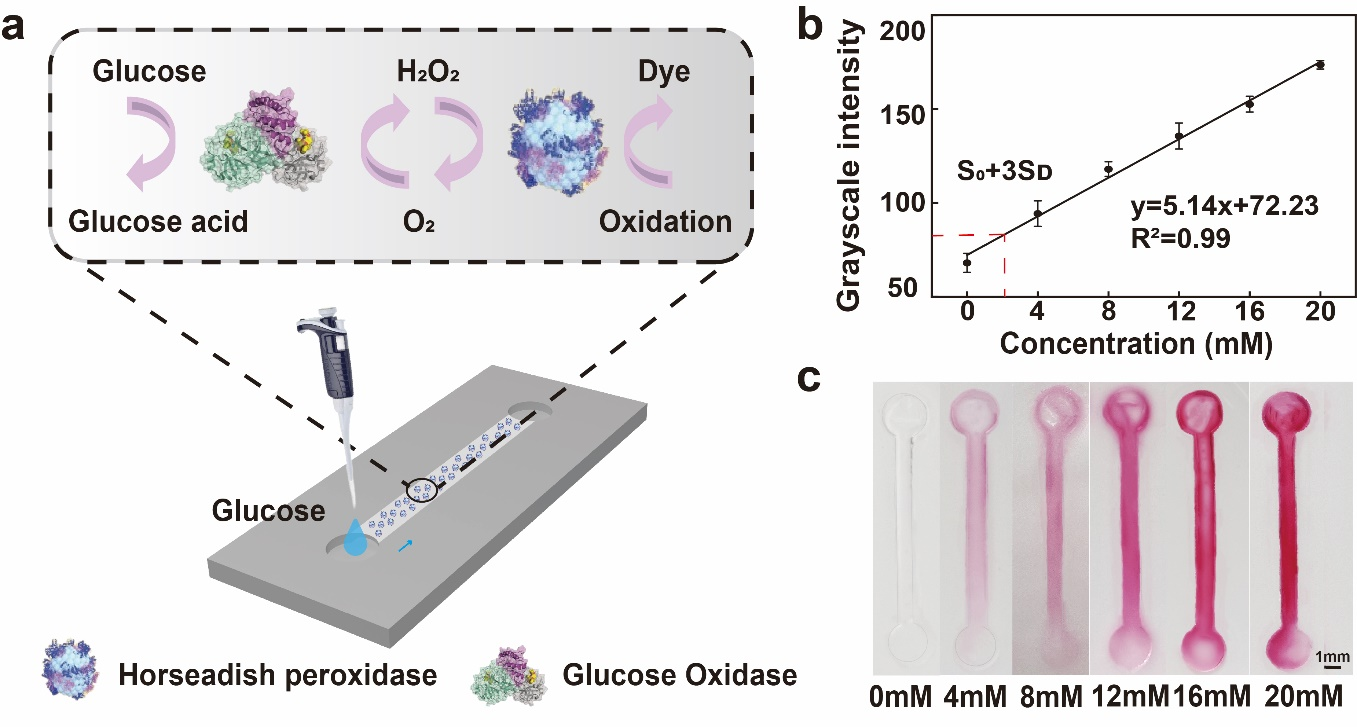 a
Glucose H₂O₂ Dye
Glucose acid O₂ Oxidation
Glucose
Horseadish peroxidase Glucose Oxidase
b
Grayscale intensity
200
150
100
50
S₀+3SD
y=5.14x+72.23
R²=0.99
0 4 8 12 16 20
Concentration (mM)
c
1mm
0mM 4mM 8mM 12mM 16mM 20mM